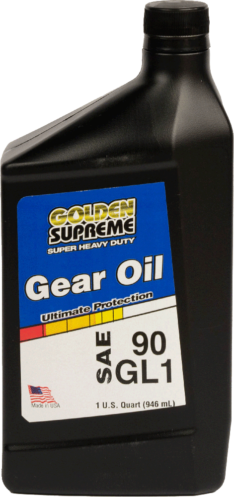 GOLDEN
SUPREME
SUPER HEAVY DUTY
Gear Oil
Ultimate Protection
SAE 90
GL1
Made in USA
1 U.S. Quart (946 mL)